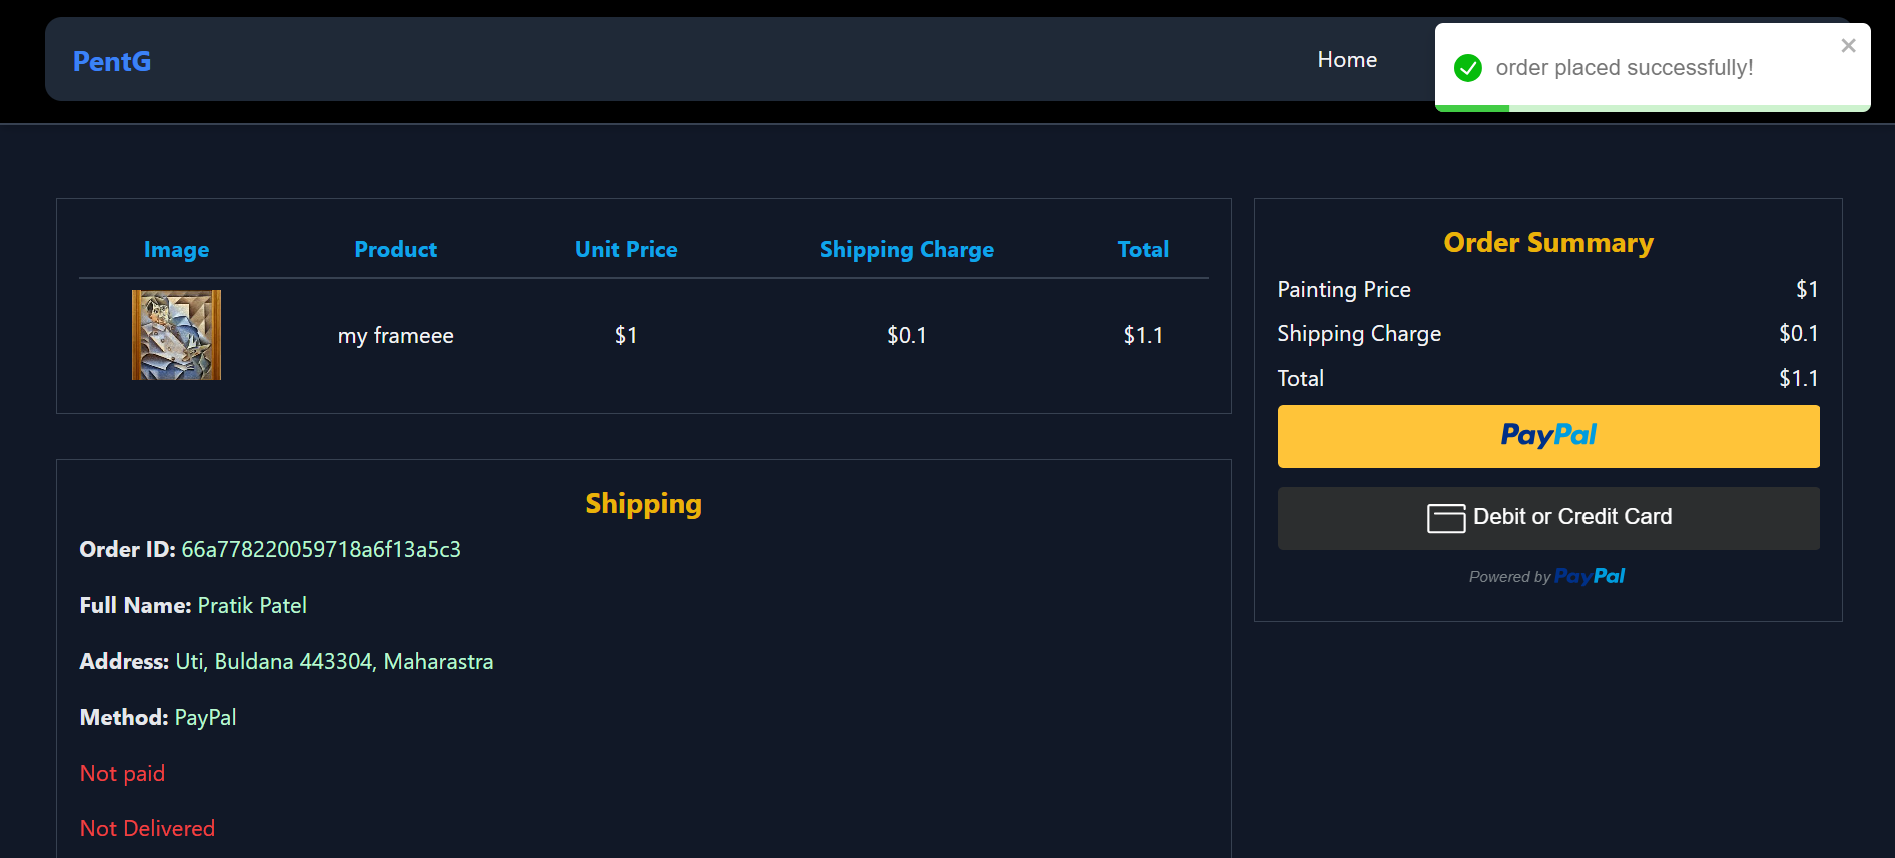 PentG
Home
order placed successfully!
Image Product Unit Price Shipping Charge Total
my frameee $1 $0.1 $1.1
Shipping
Order ID: 66a778220059718a6f13a5c3
Full Name: Pratik Patel
Address: Uti, Buldana 443304, Maharastra
Method: PayPal
Not paid
Not Delivered
Order Summary
Painting Price $1
Shipping Charge $0.1
Total $1.1
PayPal
Debit or Credit Card
Powered by PayPal